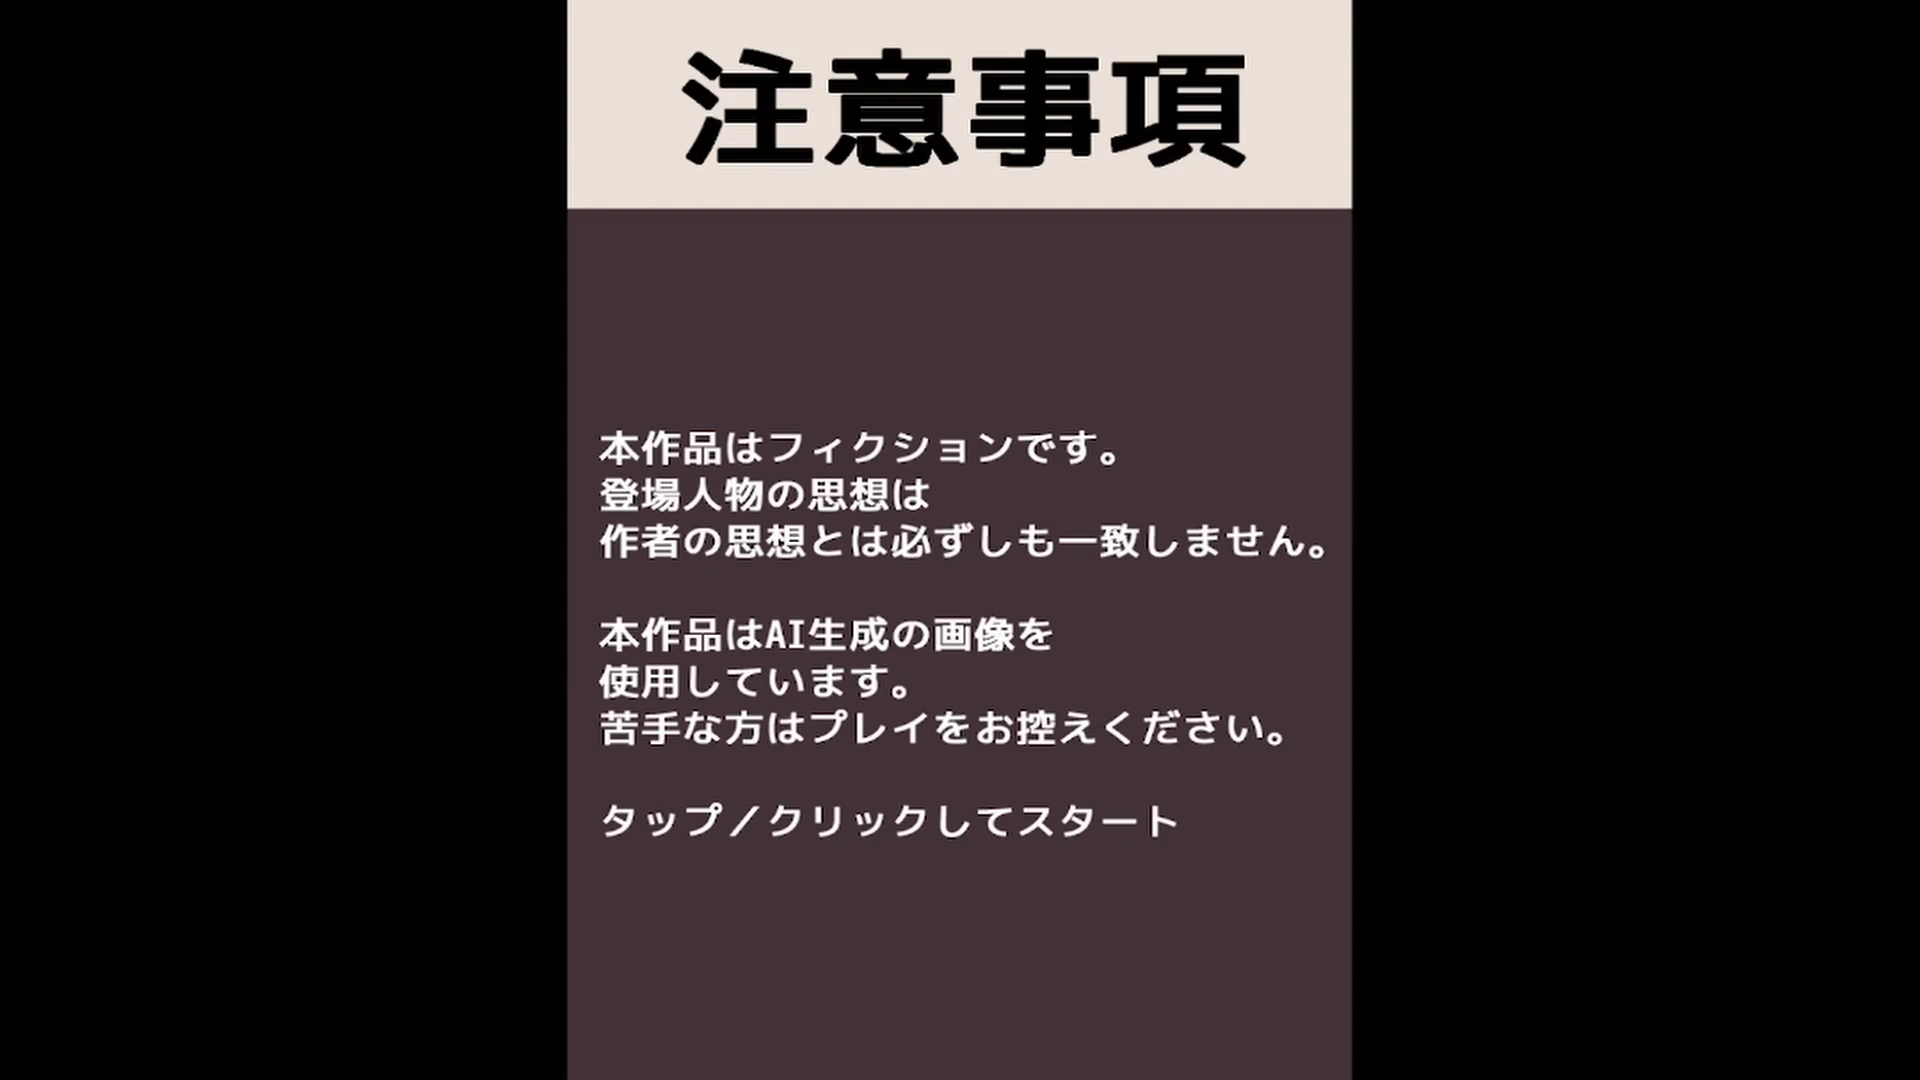 注意事項
本作品はフィクションです。
登場人物の思想は
作者の思想とは必ずしも一致しません。
本作品はAI生成の画像を
使用しています。
苦手な方はプレイをお控えください。
タップ／クリックしてスタート